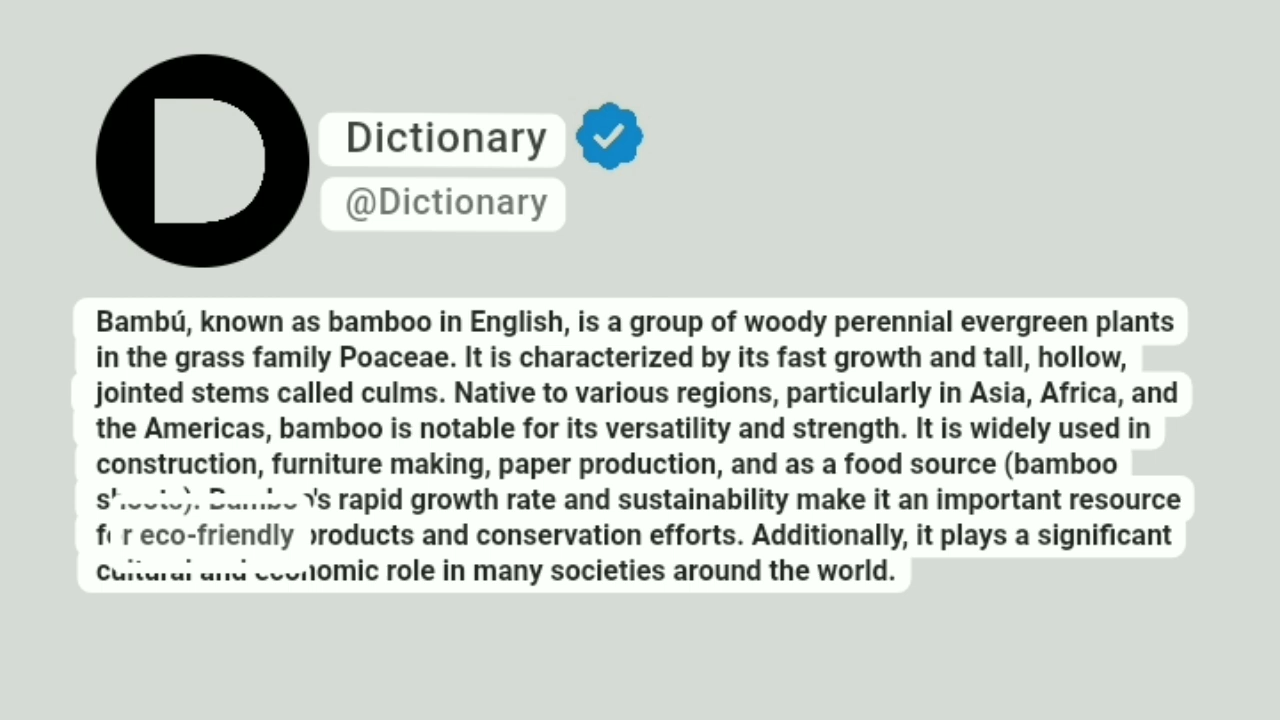 D
Dictionary
@Dictionary
Bambú, known as bamboo in English, is a group of woody perennial evergreen plants
in the grass family Poaceae. It is characterized by its fast growth and tall, hollow,
jointed stems called culms. Native to various regions, particularly in Asia, Africa, and
the Americas, bamboo is notable for its versatility and strength. It is widely used in
construction, furniture making, paper production, and as a food source (bamboo
shoots). Bamboo's rapid growth rate and sustainability make it an important resource
for eco-friendly products and conservation efforts. Additionally, it plays a significant
cultural and economic role in many societies around the world.